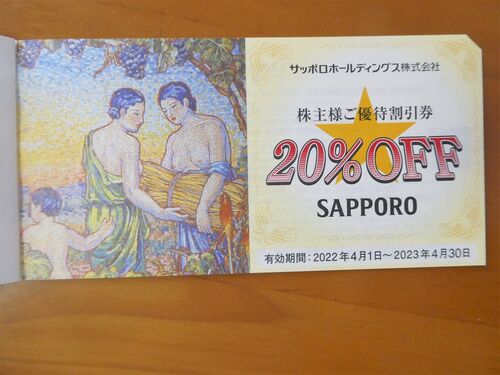 サッポロホールディングス株式会社
株主様ご優待割引券
20%OFF
SAPPORO
有効期間：2022年4月1日〜2023年4月30日